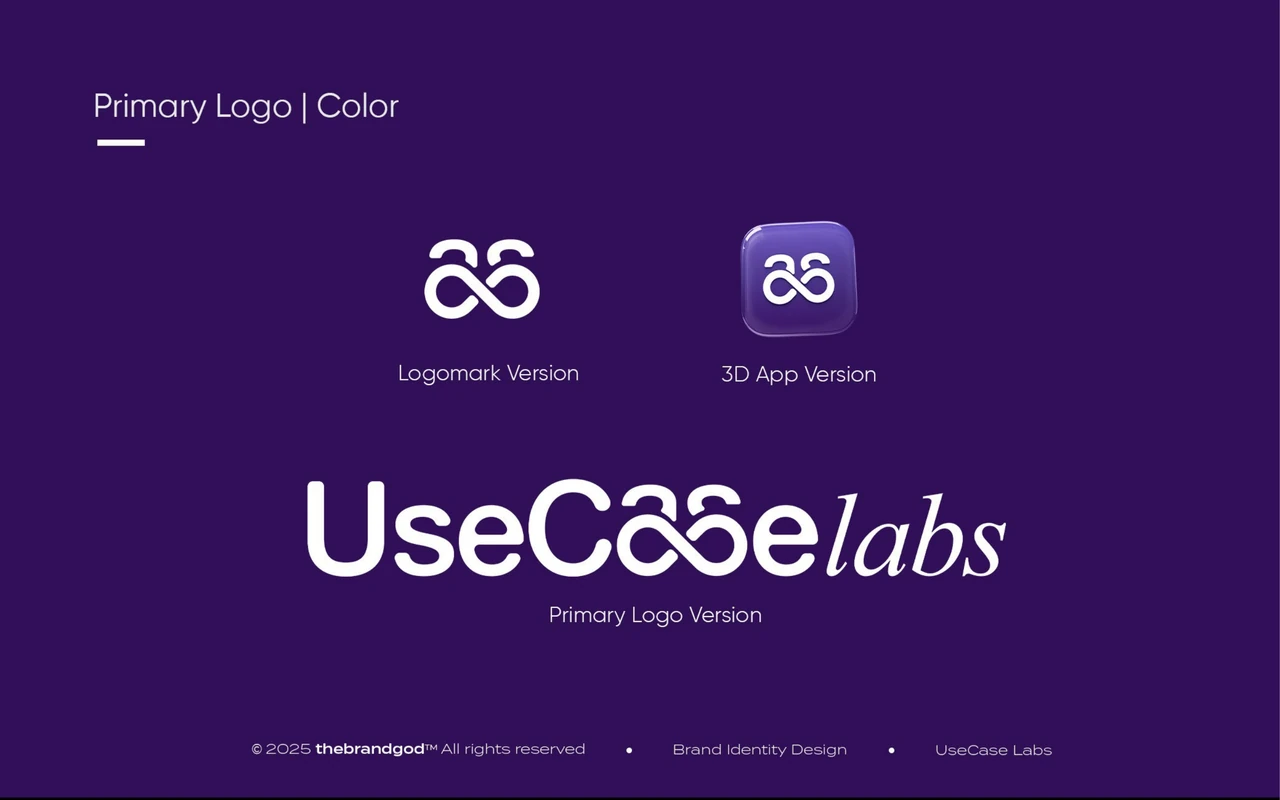 Primary Logo | Color
Logomark Version
3D App Version
UseCaselabs
Primary Logo Version
© 2025 thebrandgod™ All rights reserved • Brand Identity Design • UseCase Labs